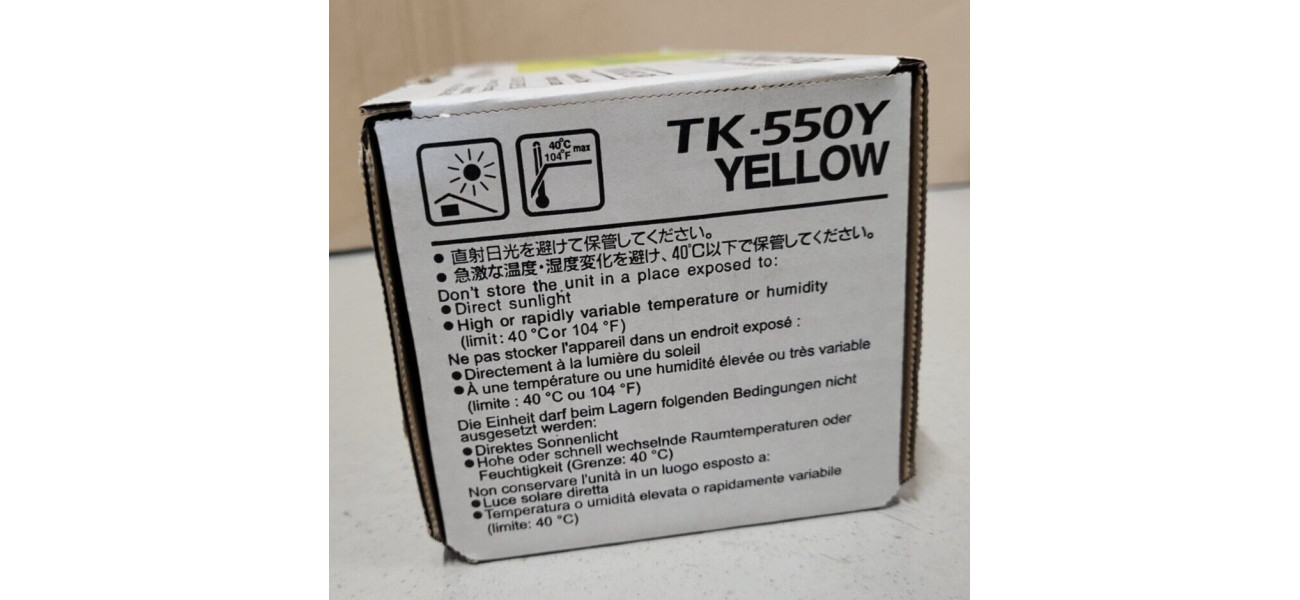 TK-550Y
YELLOW
40°C max
104°F
● 直射日光を避けて保管してください。
● 急激な温度・湿度変化を避け、40℃以下で保管してください。
Don't store the unit in a place exposed to:
● Direct sunlight
● High or rapidly variable temperature or humidity
(limit: 40 °C or 104 °F)
Ne pas stocker l'appareil dans un endroit exposé :
● Directement à la lumière du soleil
● À une température ou une humidité élevée ou très variable
(limite : 40 °C ou 104 °F)
Die Einheit darf beim Lagern folgenden Bedingungen nicht
ausgesetzt werden:
● Direktes Sonnenlicht
● Hohe oder schnell wechselnde Raumtemperaturen oder
Feuchtigkeit (Grenze: 40 °C)
Non conservare l'unità in un luogo esposto a:
● Luce solare diretta
● Temperatura o umidità elevata o rapidamente variabile
(limite: 40 °C)